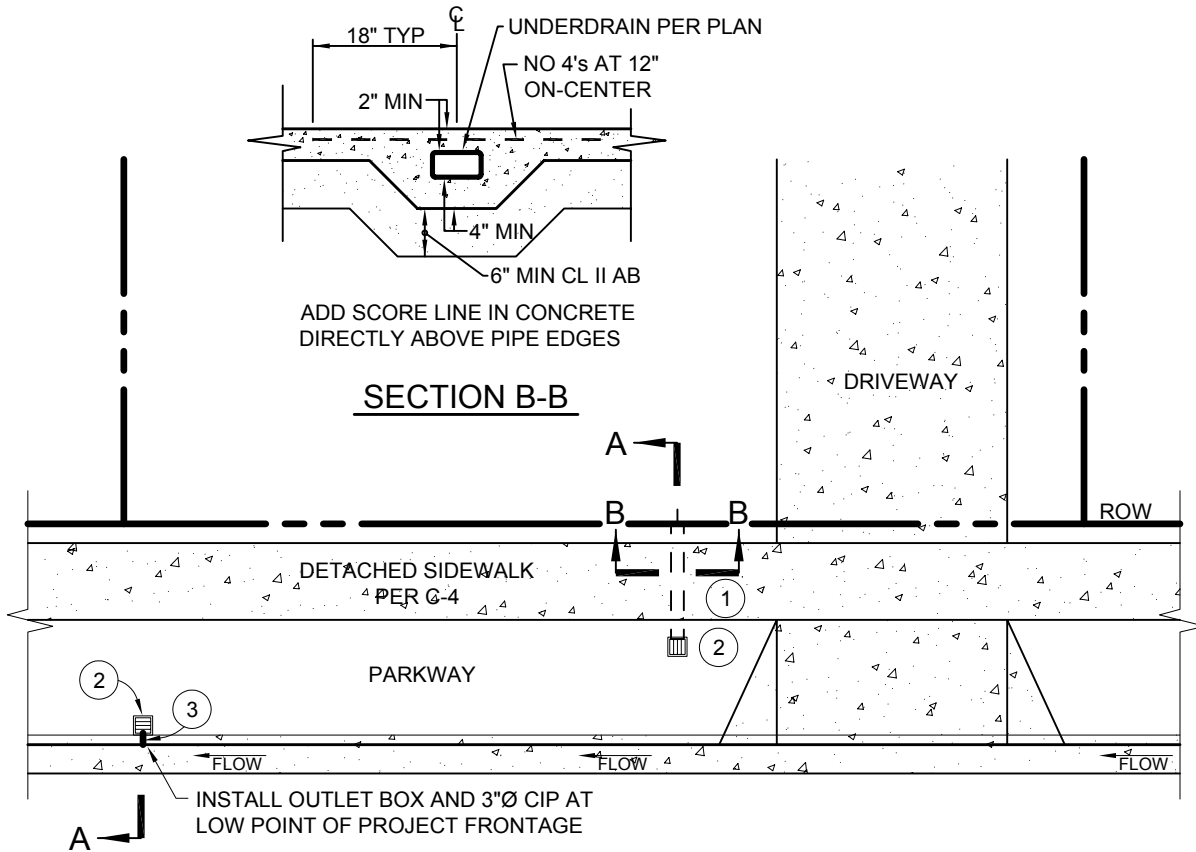 ℄
18" TYP
UNDERDRAIN PER PLAN
NO 4's AT 12"
ON-CENTER
2" MIN
4" MIN
6" MIN CL II AB
ADD SCORE LINE IN CONCRETE
DIRECTLY ABOVE PIPE EDGES
SECTION B-B
DRIVEWAY
A
B B
ROW
DETACHED SIDEWALK
PER C-4
1
2
PARKWAY
2
3
FLOW FLOW FLOW
INSTALL OUTLET BOX AND 3"Ø CIP AT
LOW POINT OF PROJECT FRONTAGE
A